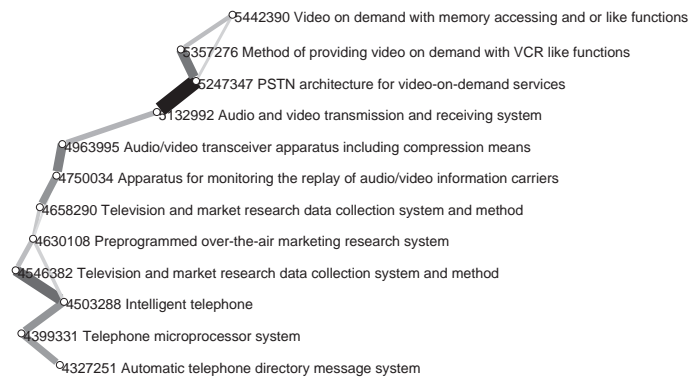 5442390 Video on demand with memory accessing and or like functions
5357276 Method of providing video on demand with VCR like functions
5247347 PSTN architecture for video-on-demand services
5132992 Audio and video transmission and receiving system
4963995 Audio/video transceiver apparatus including compression means
4750034 Apparatus for monitoring the replay of audio/video information carriers
4658290 Television and market research data collection system and method
4630108 Preprogrammed over-the-air marketing research system
4546382 Television and market research data collection system and method
4503288 Intelligent telephone
4399331 Telephone microprocessor system
4327251 Automatic telephone directory message system